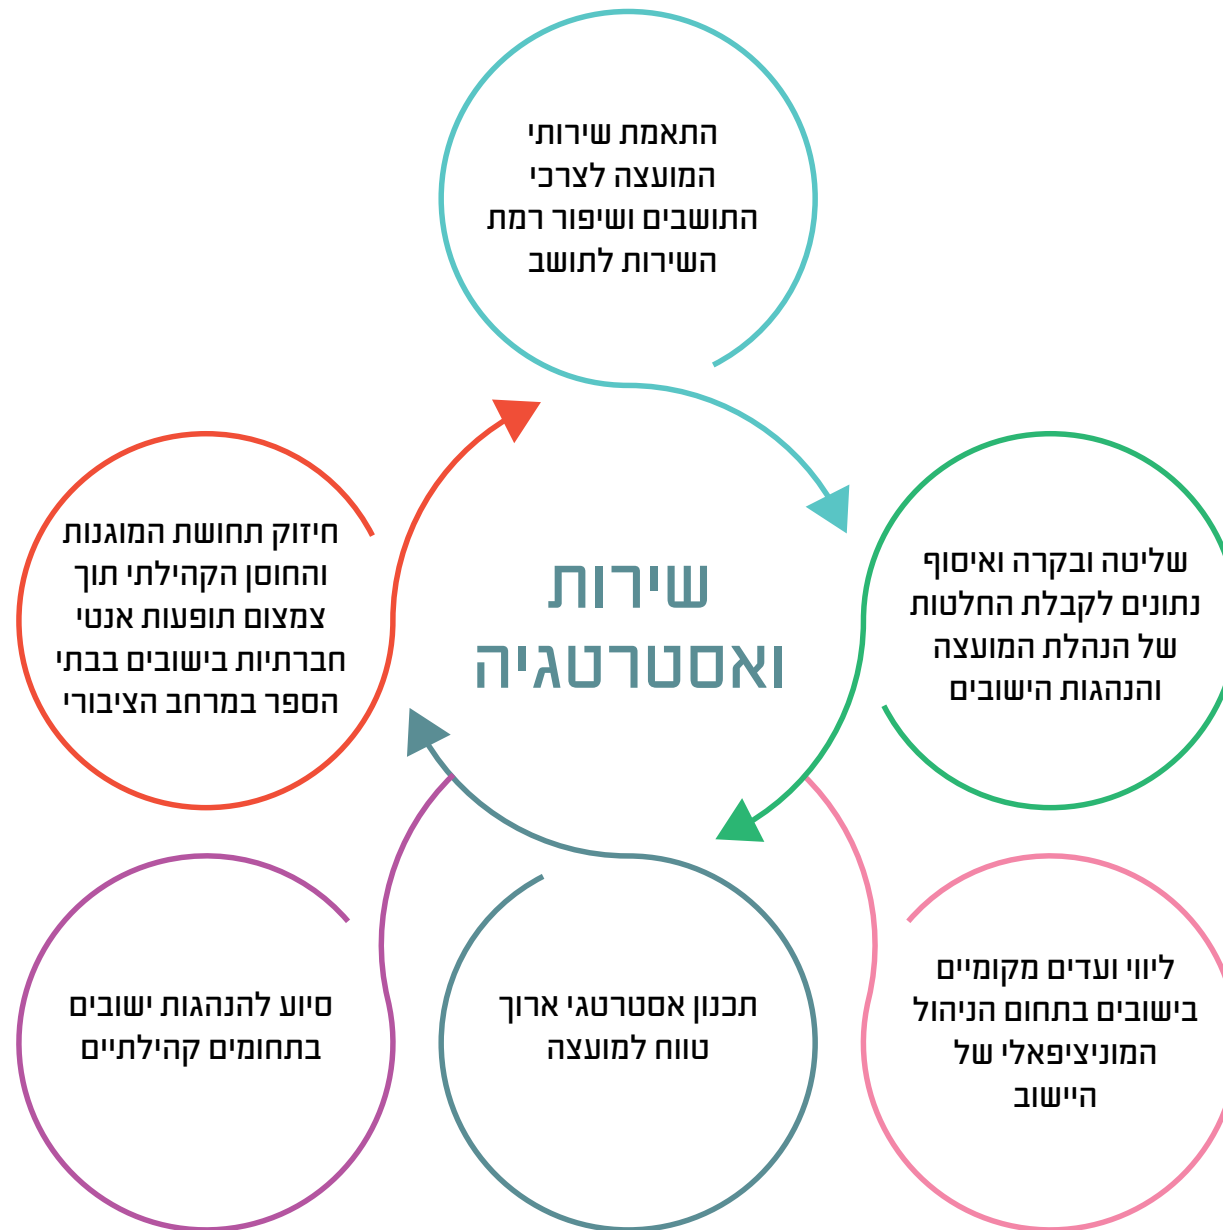 התאמת שירותי
המועצה לצרכי
התושבים ושיפור רמת
השירות לתושב
שליטה ובקרה ואיסוף
נתונים לקבלת החלטות
של הנהלת המועצה
והנהגות הישובים
חיזוק תחושת המוגנות
והחוסן הקהילתי תוך
צמצום תופעות אנטי
חברתיות בישובים בבתי
הספר במרחב הציבורי
שירות
ואסטרטגיה
ליווי ועדים מקומיים
בישובים בתחום הניהול
המוניציפאלי של
היישוב
תכנון אסטרטגי ארוך
טווח למועצה
סיוע להנהגות ישובים
בתחומים קהילתיים